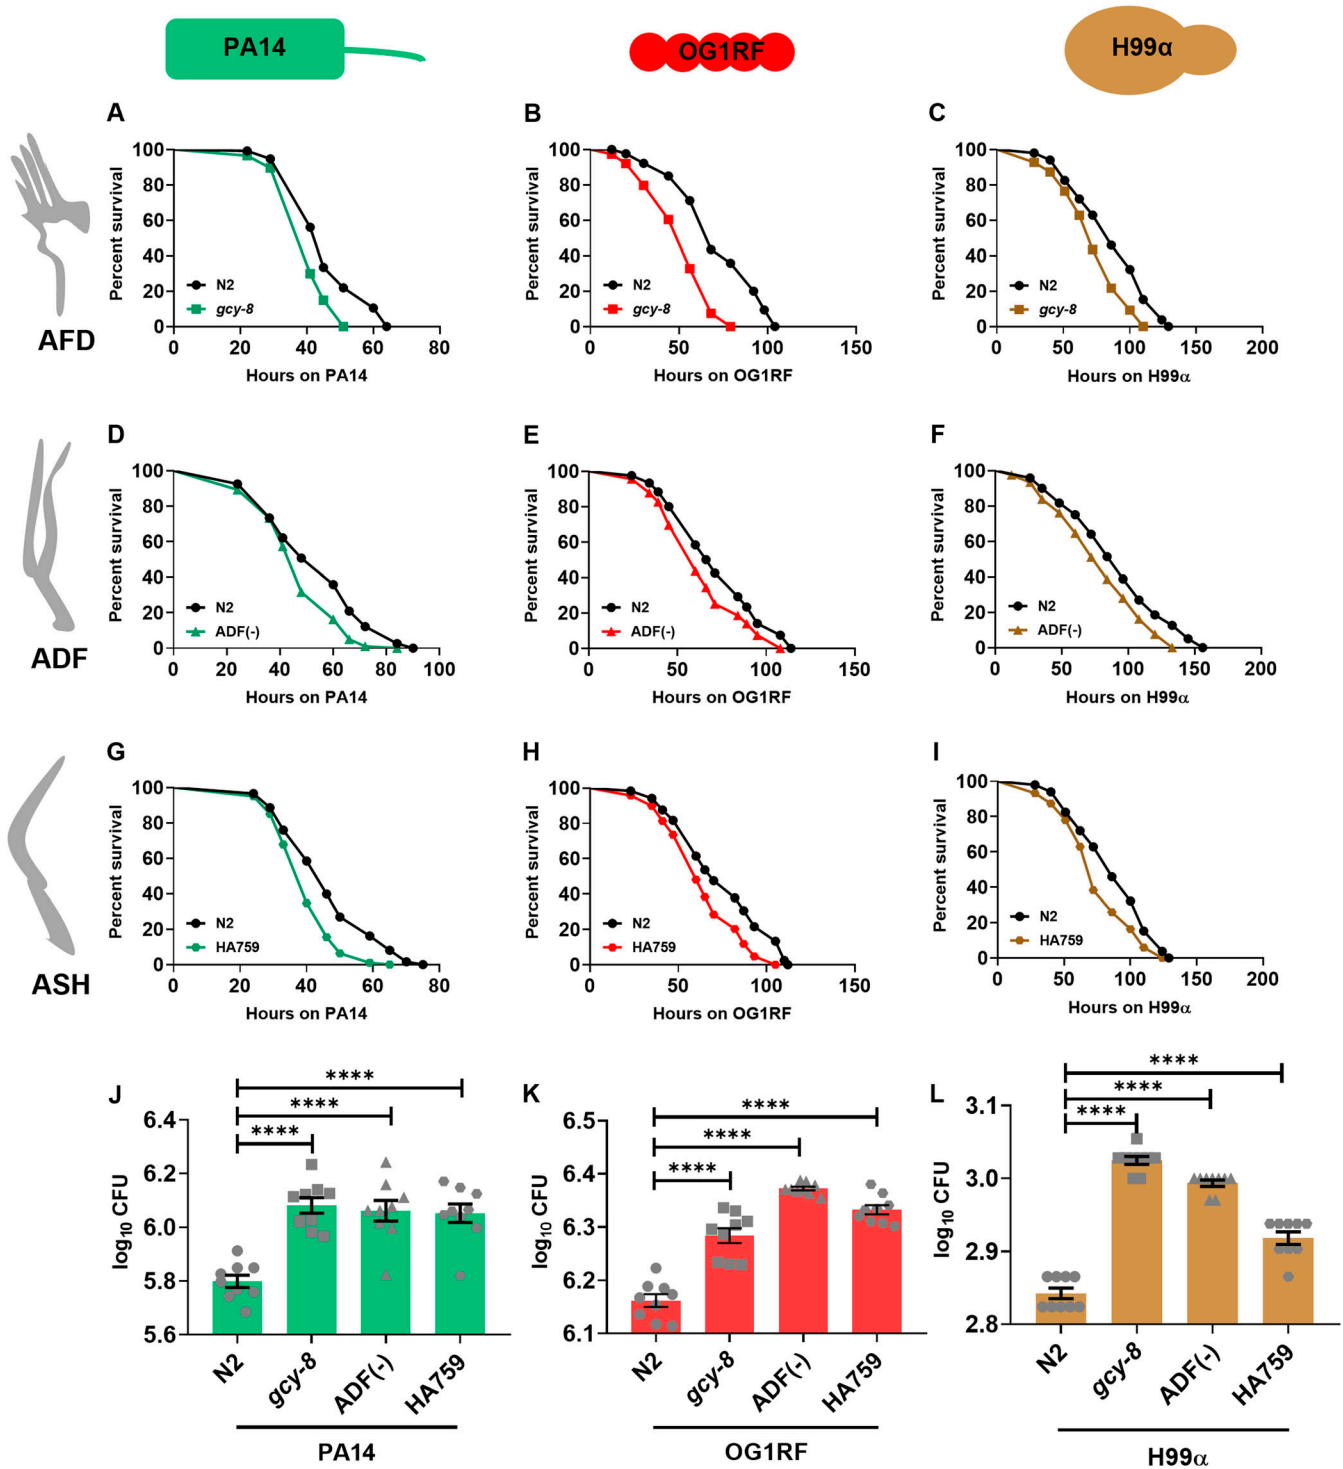 PA14
OG1RF
H99α
A
B
C
AFD
Percent survival
100
80
60
40
20
0
N2
gcy-8
0 20 40 60 80
Hours on PA14
Percent survival
100
80
60
40
20
0
N2
gcy-8
0 50 100 150
Hours on OG1RF
Percent survival
100
80
60
40
20
0
N2
gcy-8
0 50 100 150 200
Hours on H99α
D
E
F
ADF
Percent survival
100
80
60
40
20
0
N2
ADF(-)
0 20 40 60 80 100
Hours on PA14
Percent survival
100
80
60
40
20
0
N2
ADF(-)
0 50 100 150
Hours on OG1RF
Percent survival
100
80
60
40
20
0
N2
ADF(-)
0 50 100 150 200
Hours on H99α
G
H
I
ASH
Percent survival
100
80
60
40
20
0
N2
HA759
0 20 40 60 80
Hours on PA14
Percent survival
100
80
60
40
20
0
N2
HA759
0 50 100 150
Hours on OG1RF
Percent survival
100
80
60
40
20
0
N2
HA759
0 50 100 150 200
Hours on H99α
J
****
****
****
log₁₀ CFU
6.4
6.2
6.0
5.8
5.6
N2
gcy-8
ADF(-)
HA759
PA14
K
****
****
****
log₁₀ CFU
6.5
6.4
6.3
6.2
6.1
N2
gcy-8
ADF(-)
HA759
OG1RF
L
****
****
****
log₁₀ CFU
3.1
3.0
2.9
2.8
N2
gcy-8
ADF(-)
HA759
H99α